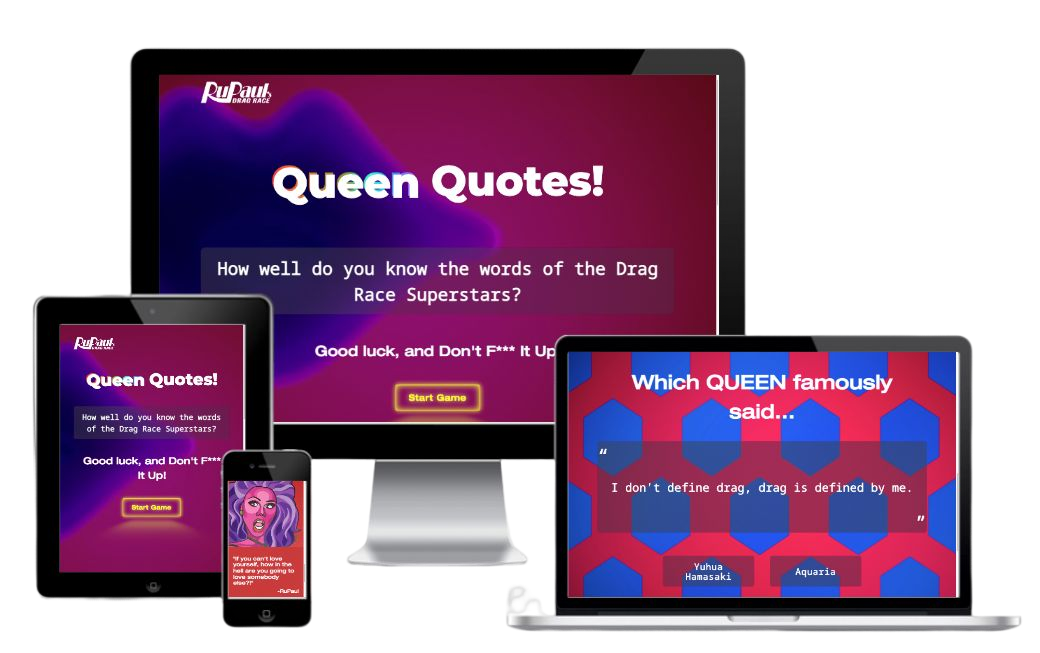 RuPaul's
DRAG RACE
Queen Quotes!
How well do you know the words of the Drag
Race Superstars?
Good luck, and Don't F*** It Up
Start Game
RuPaul's
DRAG RACE
Queen Quotes!
How well do you know the words
of the Drag Race Superstars?
Good luck, and Don't F***
It Up!
Start Game
"If you can't love
yourself, how in the
hell are you going to
love somebody
else?!"
-RuPaul
Which QUEEN famously
said...
“
I don't define drag, drag is defined by me.
”
Yuhua
Hamasaki
Aquaria